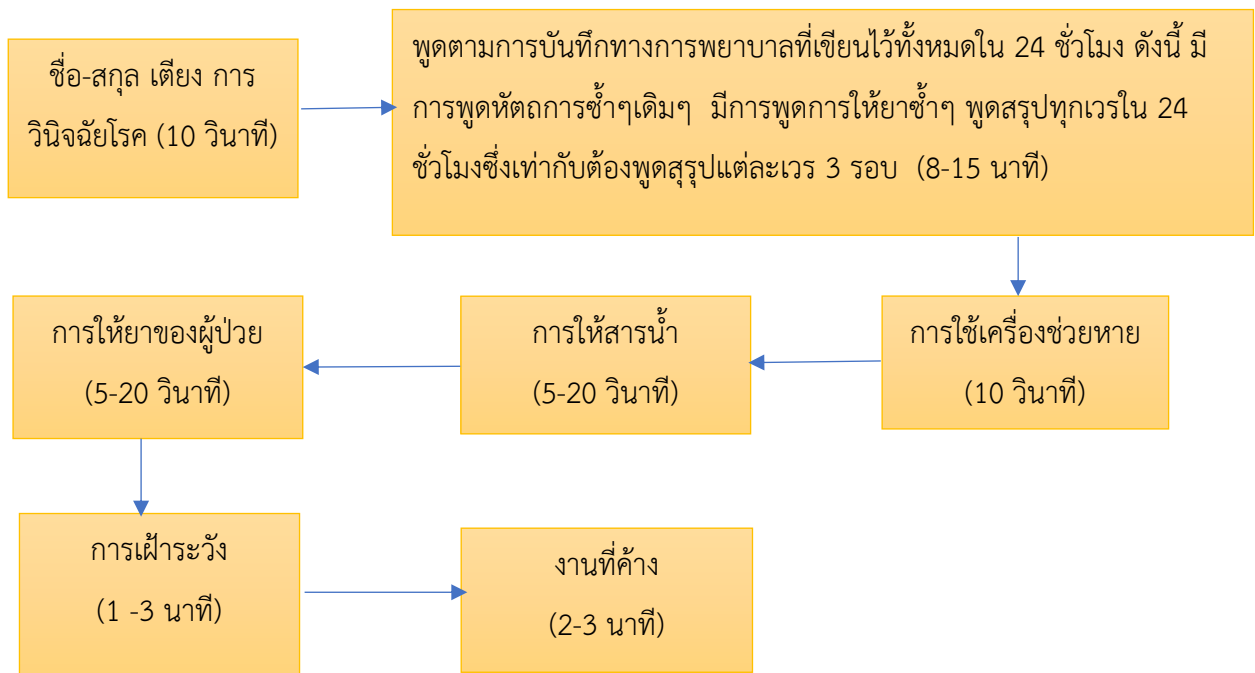 ชื่อ-สกุล เตียง การ
วินิจฉัยโรค (10 วินาที)
พูดตามการบันทึกทางการพยาบาลที่เขียนไว้ทั้งหมดใน 24 ชั่วโมง ดังนี้ มี
การพูดหัตถการซ้ำๆเดิมๆ มีการพูดการให้ยาซ้ำๆ พูดสรุปทุกเวรใน 24
ชั่วโมงซึ่งเท่ากับต้องพูดสุรุปแต่ละเวร 3 รอบ (8-15 นาที)
การใช้เครื่องช่วยหาย
(10 วินาที)
การให้สารน้ำ
(5-20 วินาที)
การให้ยาของผู้ป่วย
(5-20 วินาที)
การเฝ้าระวัง
(1 -3 นาที)
งานที่ค้าง
(2-3 นาที)